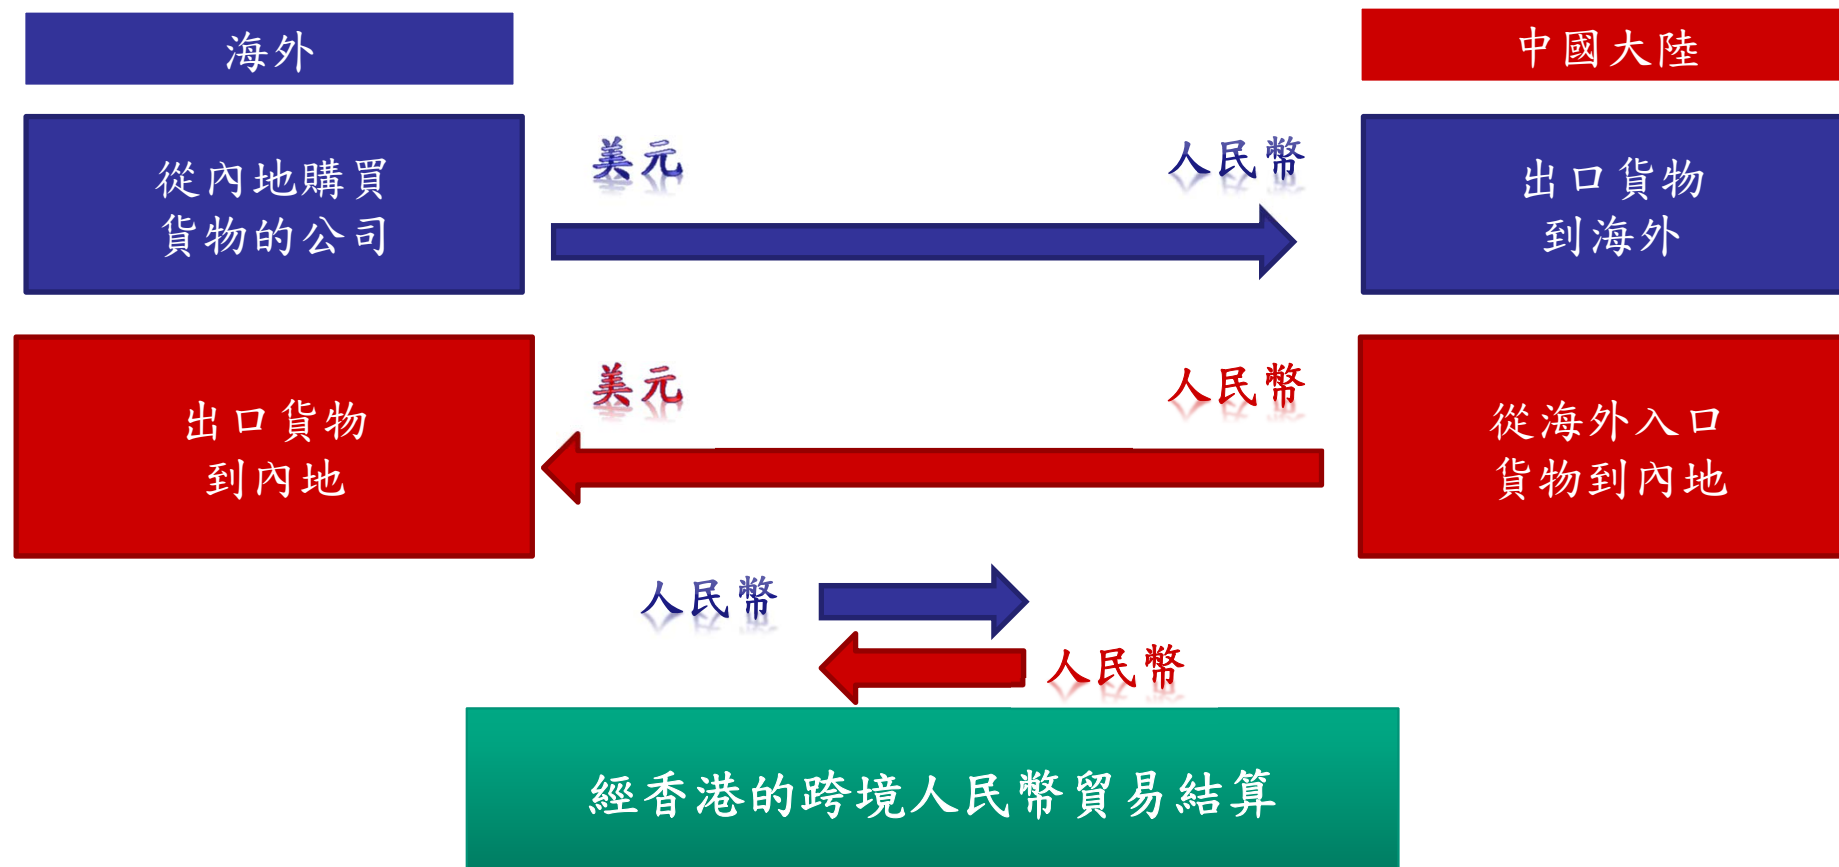 海外
中國大陸
從內地購買
貨物的公司
美元
人民幣
出口貨物
到海外
出口貨物
到內地
美元
人民幣
從海外入口
貨物到內地
人民幣
人民幣
經香港的跨境人民幣貿易結算